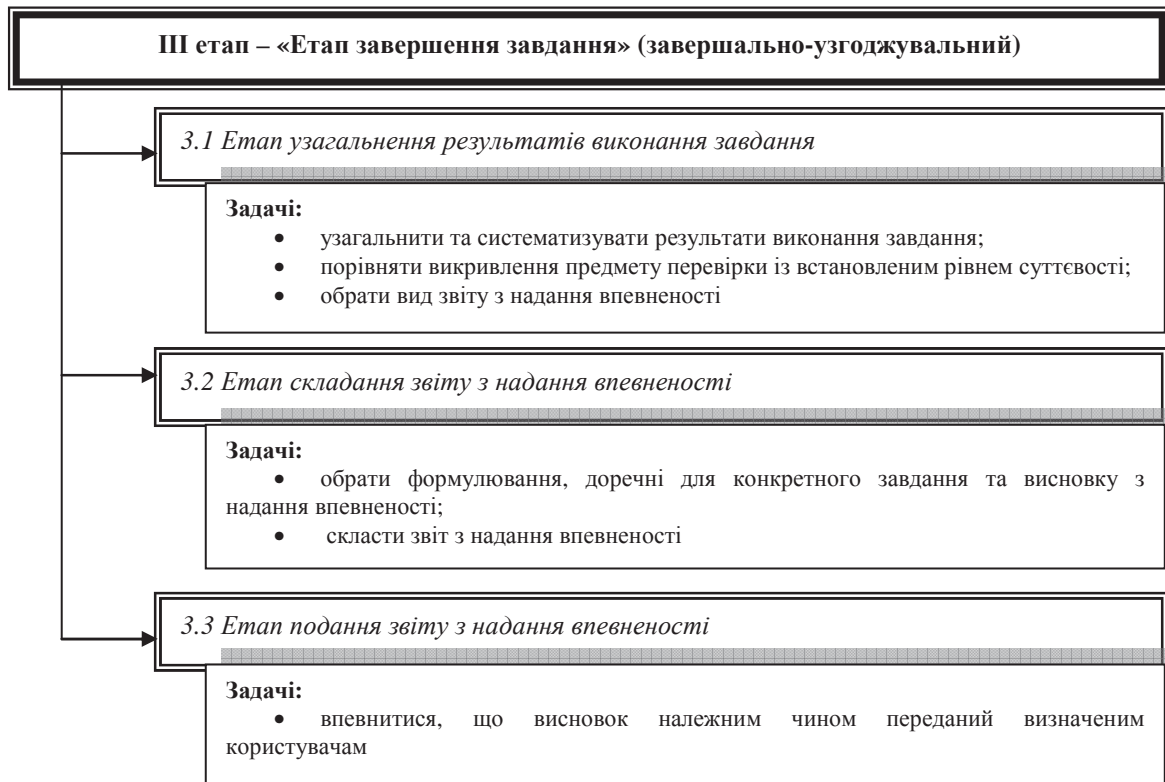 ІІІ етап – «Етап завершення завдання» (завершально-узгоджувальний)
3.1 Етап узагальнення результатів виконання завдання
Задачі:
• узагальнити та систематизувати результати виконання завдання;
• порівняти викривлення предмету перевірки із встановленим рівнем суттєвості;
• обрати вид звіту з надання впевненості
3.2 Етап складання звіту з надання впевненості
Задачі:
• обрати формулювання, доречні для конкретного завдання та висновку з
надання впевненості;
• скласти звіт з надання впевненості
3.3 Етап подання звіту з надання впевненості
Задачі:
• впевнитися, що висновок належним чином переданий визначеним
користувачам